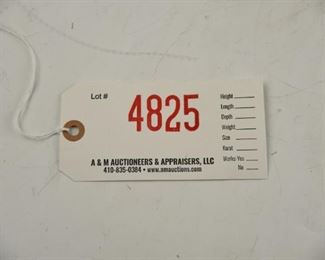 Lot #
4825
Height
Length
Depth
Weight
Size
Karat
Works Yes
No
A & M AUCTIONEERS & APPRAISERS, LLC
410-835-0384 • www.amauctions.com